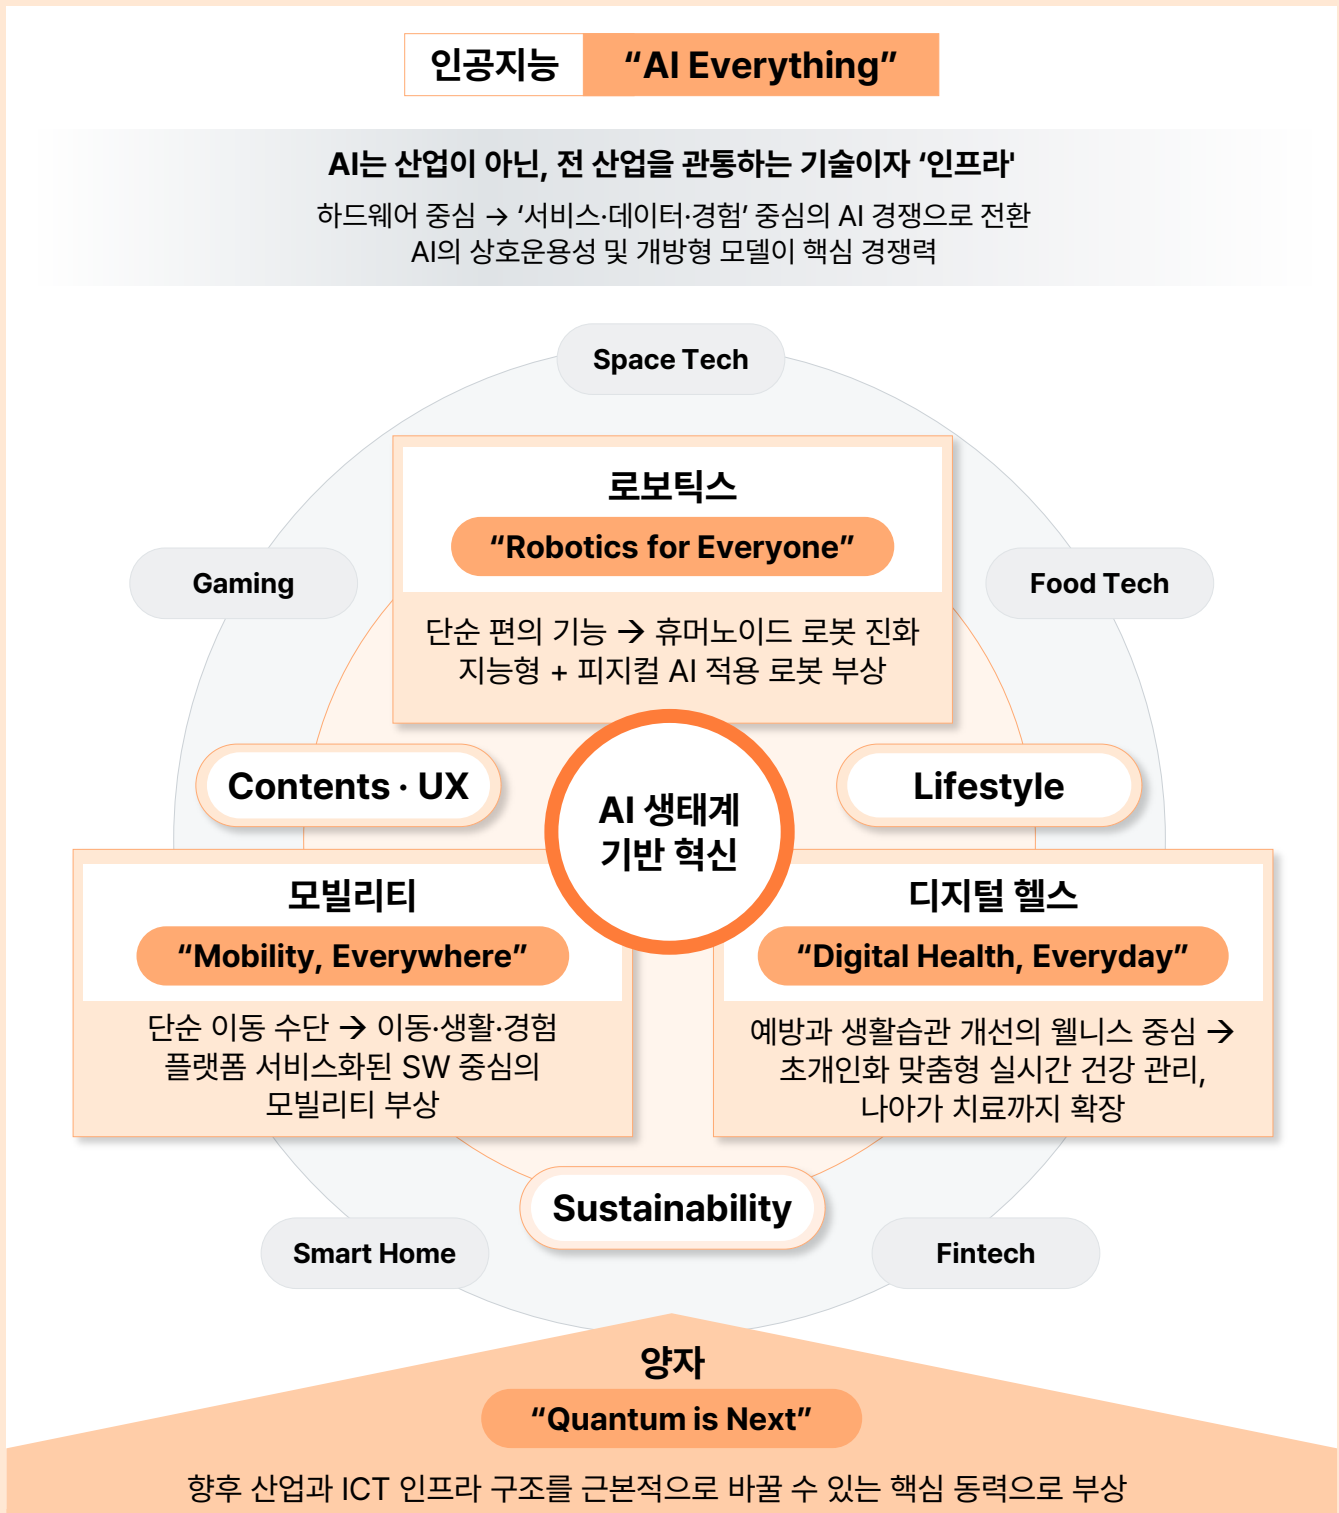 인공지능 “AI Everything”
AI는 산업이 아닌, 전 산업을 관통하는 기술이자 ‘인프라'
하드웨어 중심 → ‘서비스·데이터·경험’ 중심의 AI 경쟁으로 전환
AI의 상호운용성 및 개방형 모델이 핵심 경쟁력
Space Tech
로보틱스
“Robotics for Everyone”
Gaming
Food Tech
단순 편의 기능 → 휴머노이드 로봇 진화
지능형 + 피지컬 AI 적용 로봇 부상
Contents · UX
AI 생태계
기반 혁신
Lifestyle
모빌리티
“Mobility, Everywhere”
단순 이동 수단 → 이동·생활·경험
플랫폼 서비스화된 SW 중심의
모빌리티 부상
디지털 헬스
“Digital Health, Everyday”
예방과 생활습관 개선의 웰니스 중심 →
초개인화 맞춤형 실시간 건강 관리,
나아가 치료까지 확장
Sustainability
Smart Home
Fintech
양자
“Quantum is Next”
향후 산업과 ICT 인프라 구조를 근본적으로 바꿀 수 있는 핵심 동력으로 부상